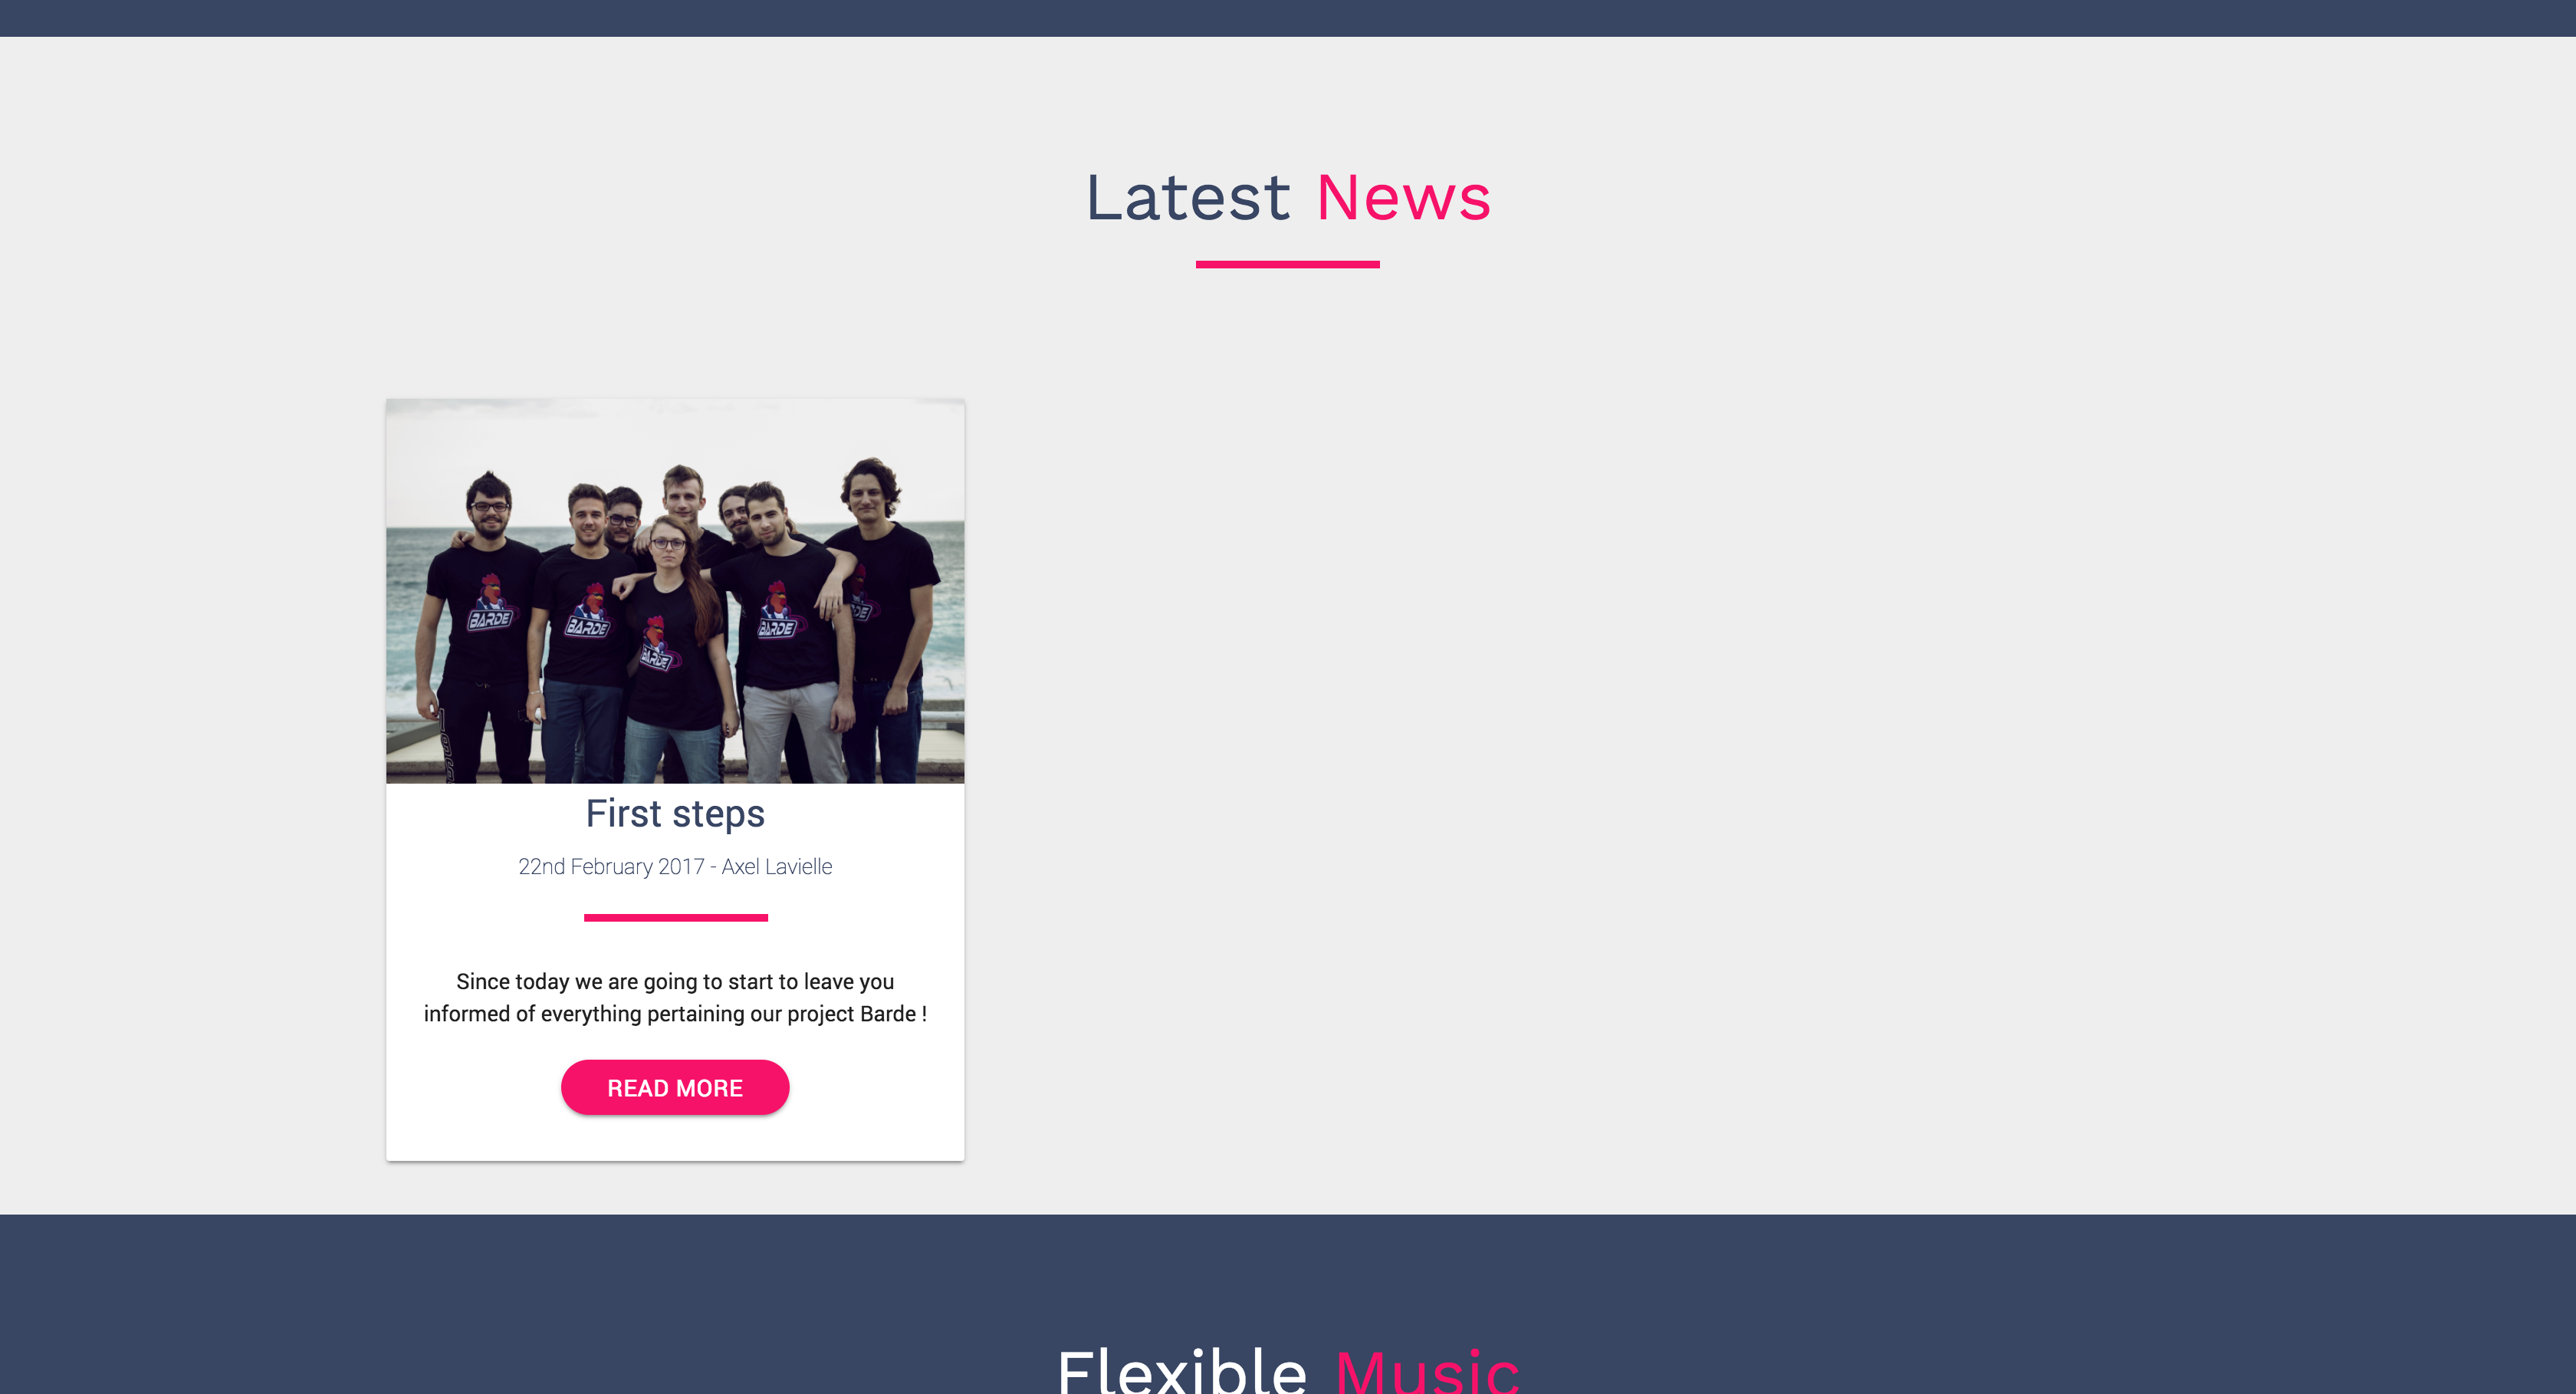 Latest News
BARDE
BARDE
BARDE
BARDE
First steps
22nd February 2017 - Axel Lavielle
Since today we are going to start to leave you
informed of everything pertaining our project Barde !
READ MORE
Flexible Music